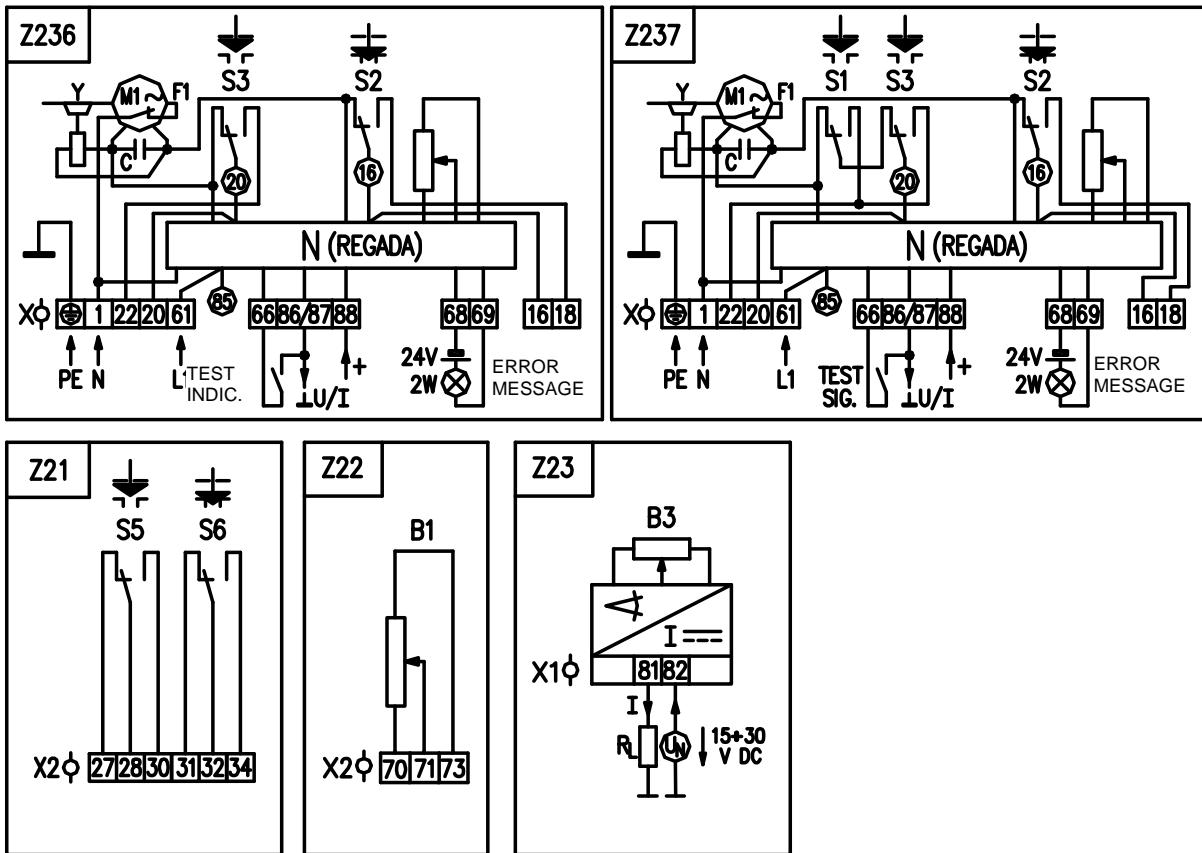 Z236
S3
S2
Y
M1 ~
F1
C
20
16
N (REGADA)
85
X
1
22
20
61
66
86/87
88
68
69
16
18
PE
N
L1
TEST
INDIC.
U/I
+
24V
2W
ERROR
MESSAGE
Z237
S1
S3
S2
Y
M1 ~
F1
C
20
16
N (REGADA)
85
X
1
22
20
61
66
86/87
88
68
69
16
18
PE
N
L1
TEST
SIG.
U/I
+
24V
2W
ERROR
MESSAGE
Z21
S5
S6
X2
27
28
30
31
32
34
Z22
B1
X2
70
71
73
Z23
B3
I
X1
81
82
I
RL
UN
15÷30
V DC